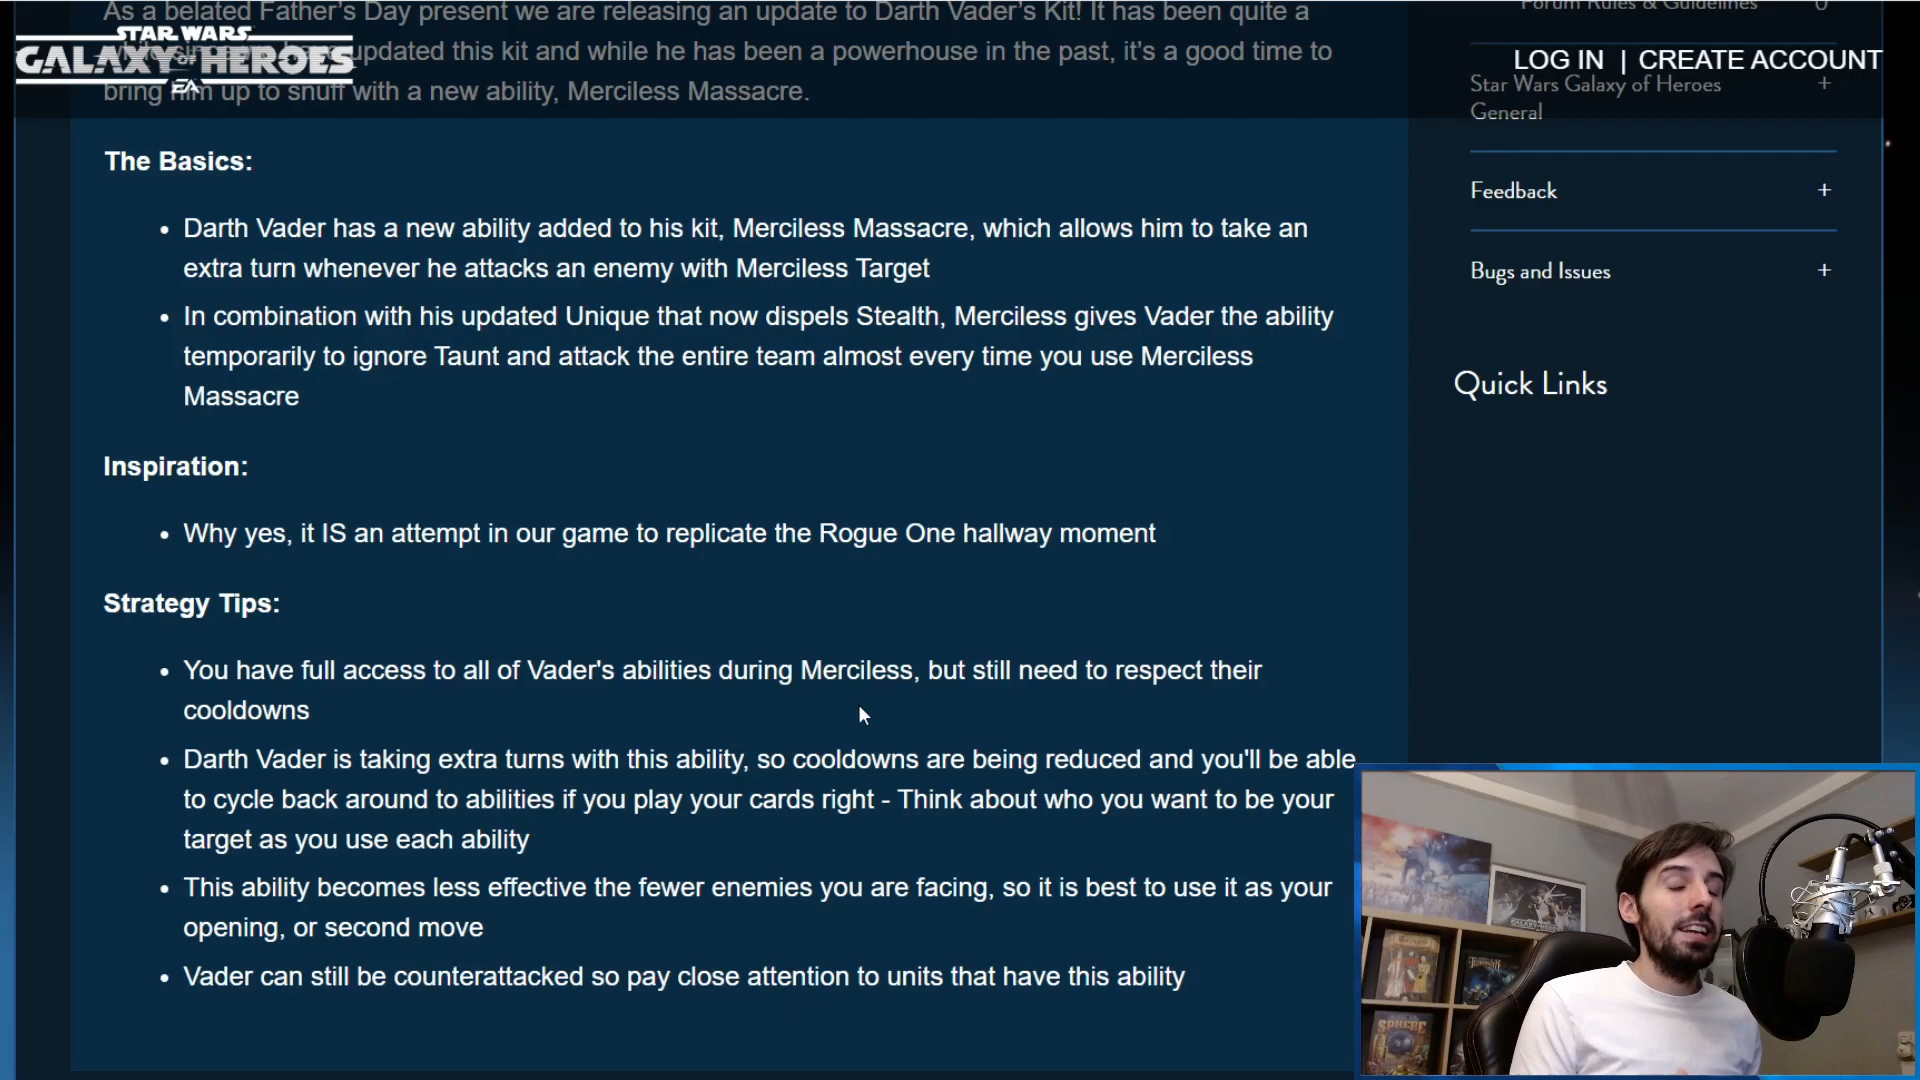 As a belated Father's Day present we are releasing an update to Darth Vader's Kit! It has been quite a
updated this kit and while he has been a powerhouse in the past, it's a good time to
bring him up to snuff with a new ability, Merciless Massacre.
STAR WARS
GALAXY OF HEROES
EA
Forum Rules & Guidelines 0
LOG IN | CREATE ACCOUNT
Star Wars Galaxy of Heroes +
General
Feedback +
Bugs and Issues +
Quick Links
The Basics:
• Darth Vader has a new ability added to his kit, Merciless Massacre, which allows him to take an
extra turn whenever he attacks an enemy with Merciless Target
• In combination with his updated Unique that now dispels Stealth, Merciless gives Vader the ability
temporarily to ignore Taunt and attack the entire team almost every time you use Merciless
Massacre
Inspiration:
• Why yes, it IS an attempt in our game to replicate the Rogue One hallway moment
Strategy Tips:
• You have full access to all of Vader's abilities during Merciless, but still need to respect their
cooldowns
• Darth Vader is taking extra turns with this ability, so cooldowns are being reduced and you'll be able
to cycle back around to abilities if you play your cards right - Think about who you want to be your
target as you use each ability
• This ability becomes less effective the fewer enemies you are facing, so it is best to use it as your
opening, or second move
• Vader can still be counterattacked so pay close attention to units that have this ability
SPHERE